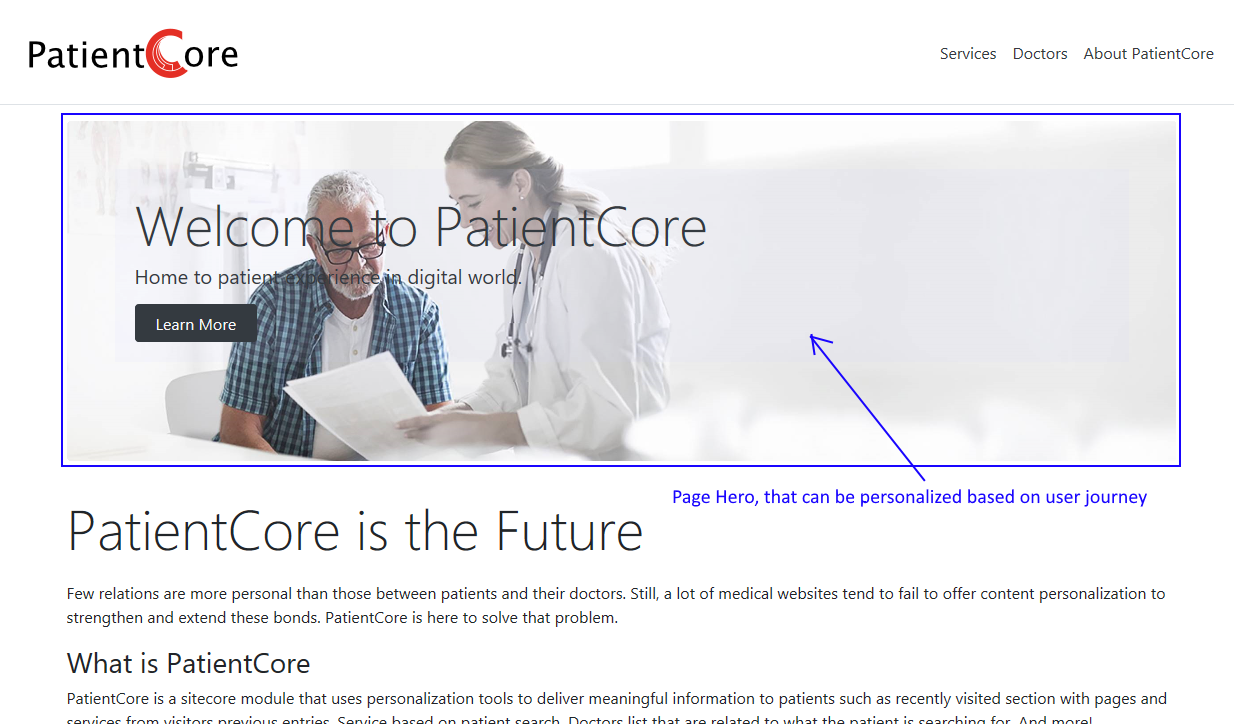 PatientCore
Services Doctors About PatientCore
Welcome to PatientCore
Home to patient experience in digital world.
Learn More
Page Hero, that can be personalized based on user journey
PatientCore is the Future
Few relations are more personal than those between patients and their doctors. Still, a lot of medical websites tend to fail to offer content personalization to
strengthen and extend these bonds. PatientCore is here to solve that problem.
What is PatientCore
PatientCore is a sitecore module that uses personalization tools to deliver meaningful information to patients such as recently visited section with pages and
services from visitors previous entries. Service based on patient search. Doctors list that are related to what the patient is searching for. And more!